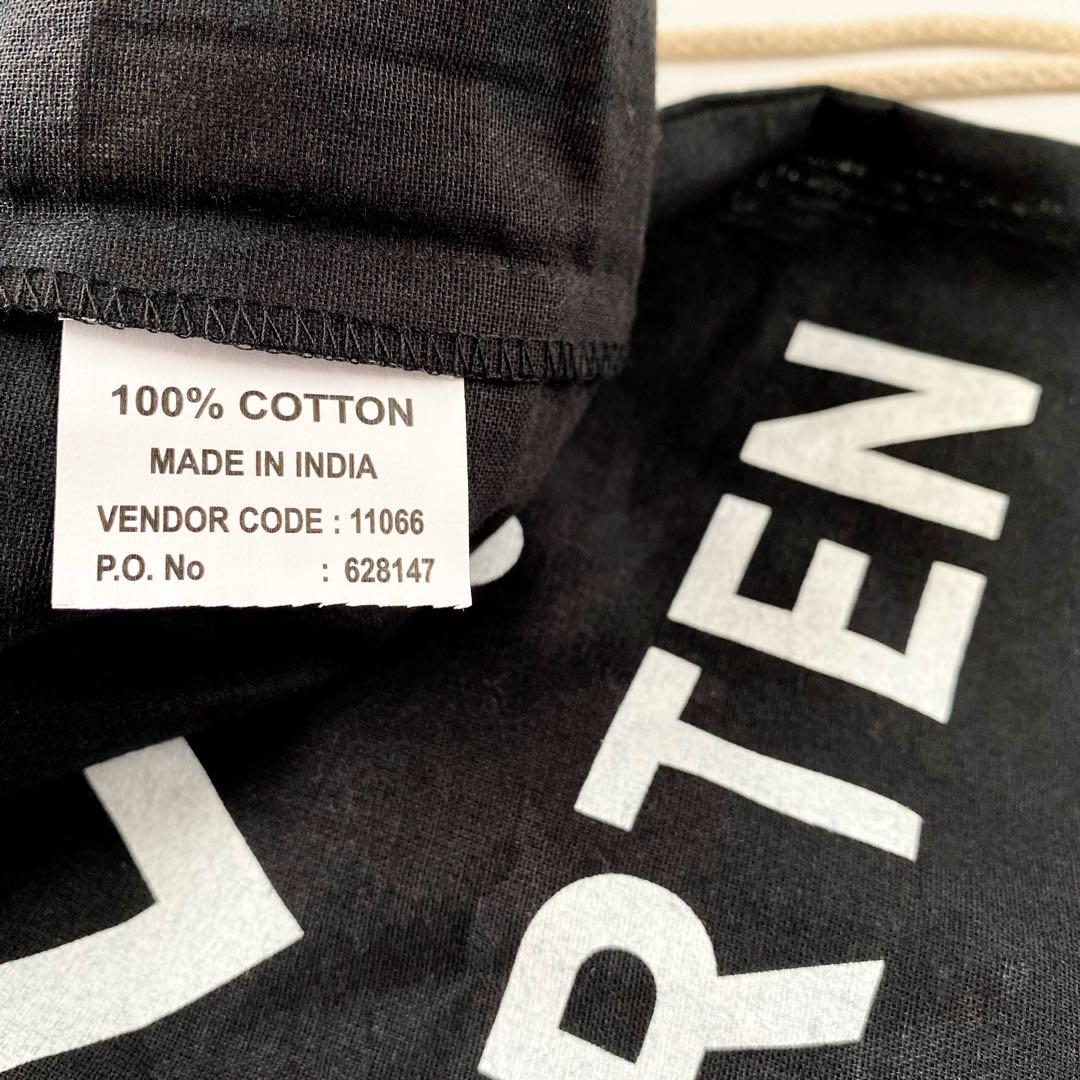 100% COTTON
MADE IN INDIA
VENDOR CODE : 11066
P.O. No : 628147
RTEN
L